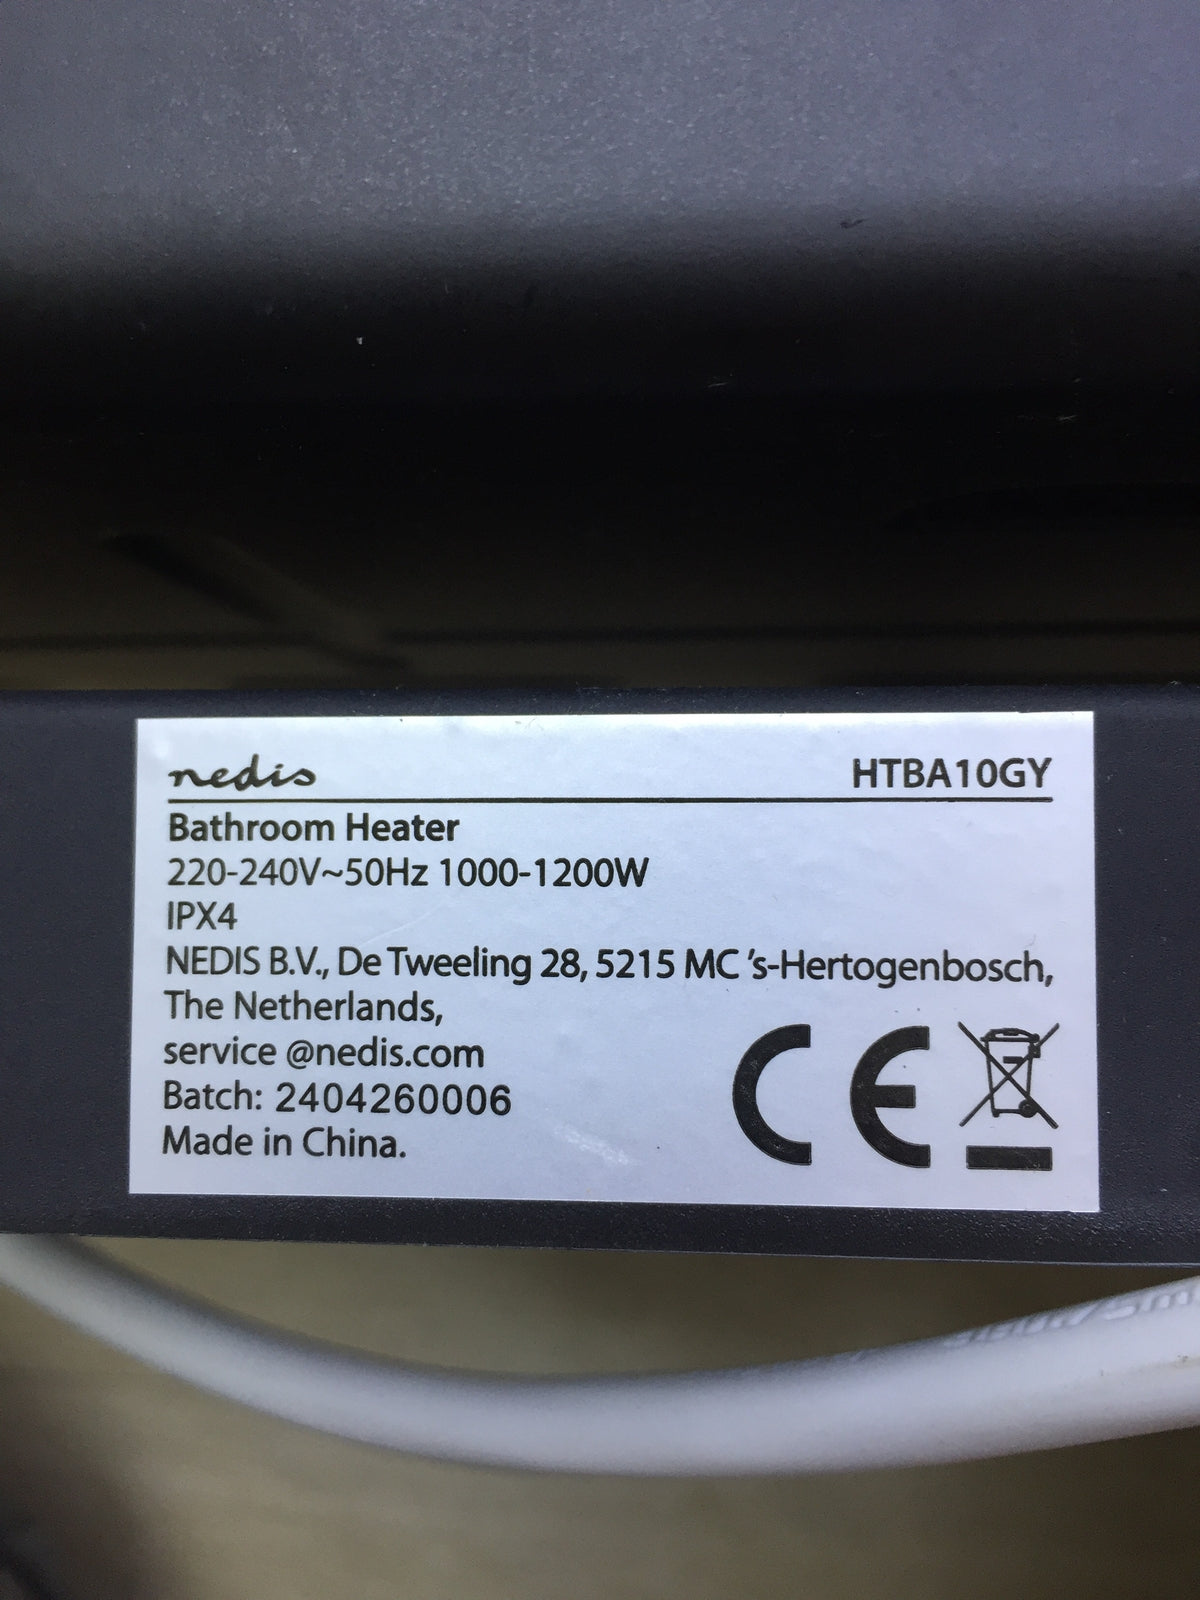 nedis HTBA10GY
Bathroom Heater
220-240V~50Hz 1000-1200W
IPX4
NEDIS B.V., De Tweeling 28, 5215 MC 's-Hertogenbosch,
The Netherlands,
service @nedis.com
Batch: 2404260006
Made in China.
CE